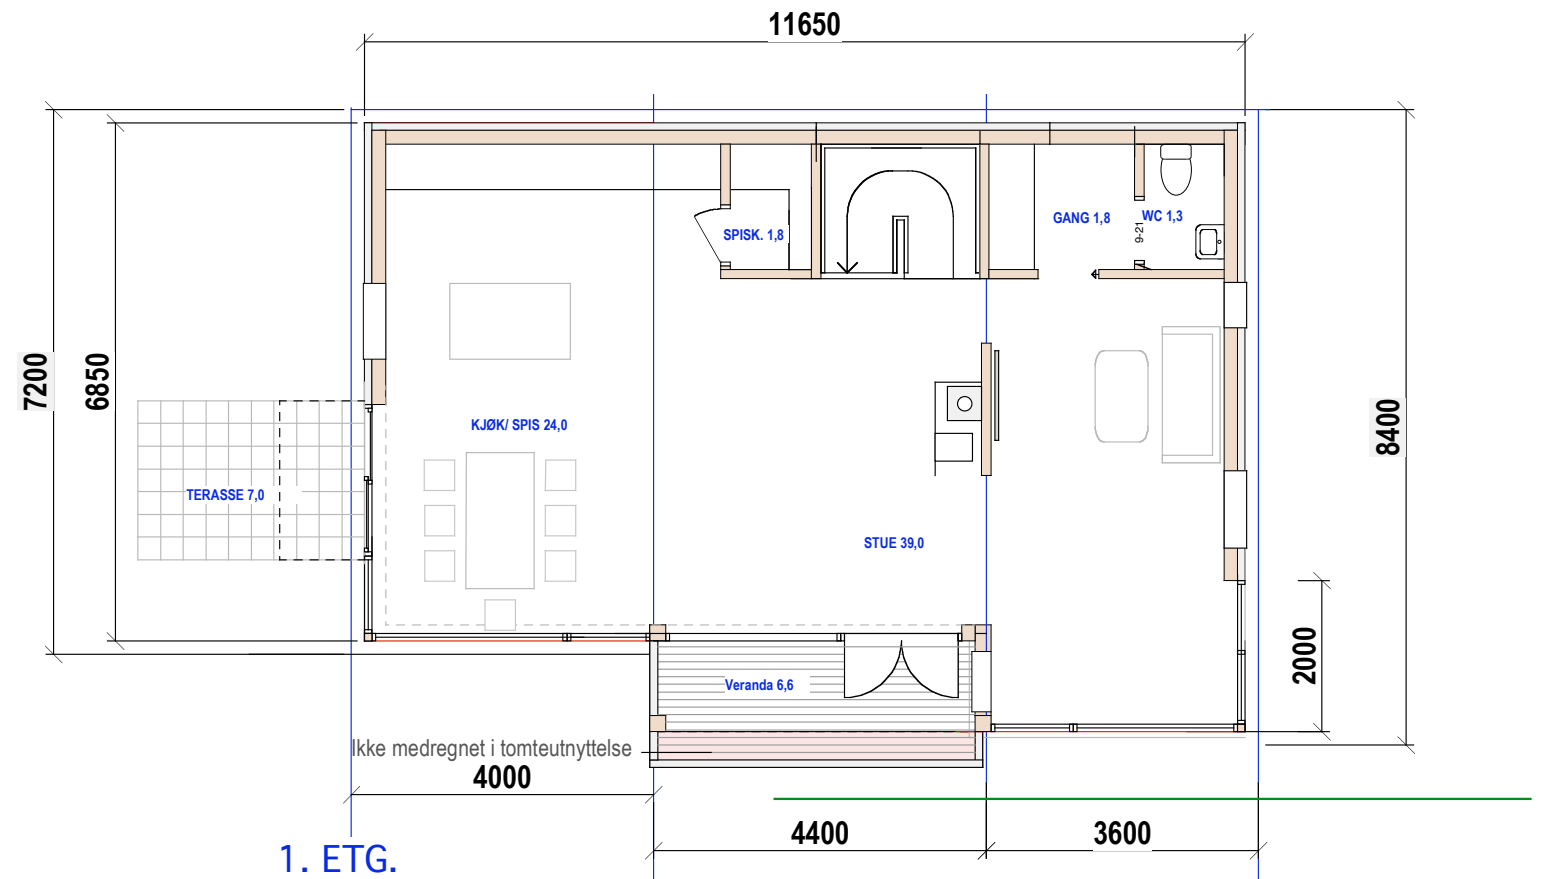 11650
SPISK. 1,8
GANG 1,8
WC 1,3
9-21
7200
6850
8400
KJØK/ SPIS 24,0
TERASSE 7,0
STUE 39,0
2000
Veranda 6,6
Ikke medregnet i tomteutnyttelse
4000
4400
3600
1. ETG.